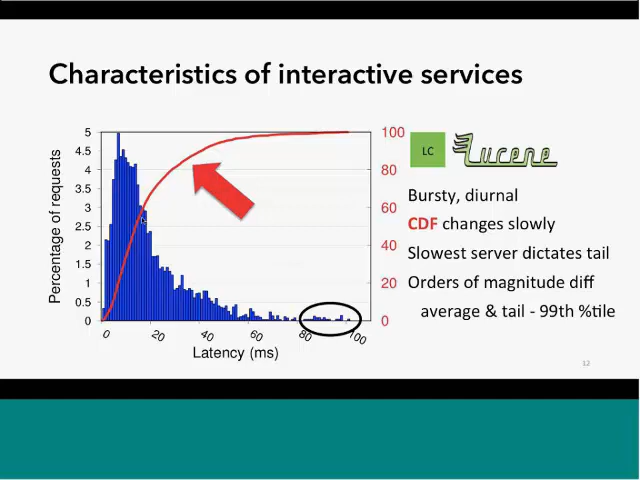 Characteristics of interactive services
Percentage of requests
5
4.5
4
3.5
3
2.5
2
1.5
1
0.5
0
100
80
60
40
20
0
0 20 40 60 80 100
Latency (ms)
LC
Lucene
Bursty, diurnal
CDF changes slowly
Slowest server dictates tail
Orders of magnitude diff
average & tail - 99th %tile
12